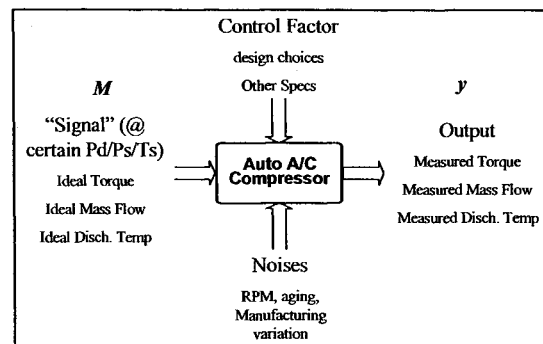 Control Factor
design choices
Other Specs
M
"Signal" (@
certain Pd/Ps/Ts)
Ideal Torque
Ideal Mass Flow
Ideal Disch. Temp
Auto A/C
Compressor
y
Output
Measured Torque
Measured Mass Flow
Measured Disch. Temp
Noises
RPM, aging,
Manufacturing
variation